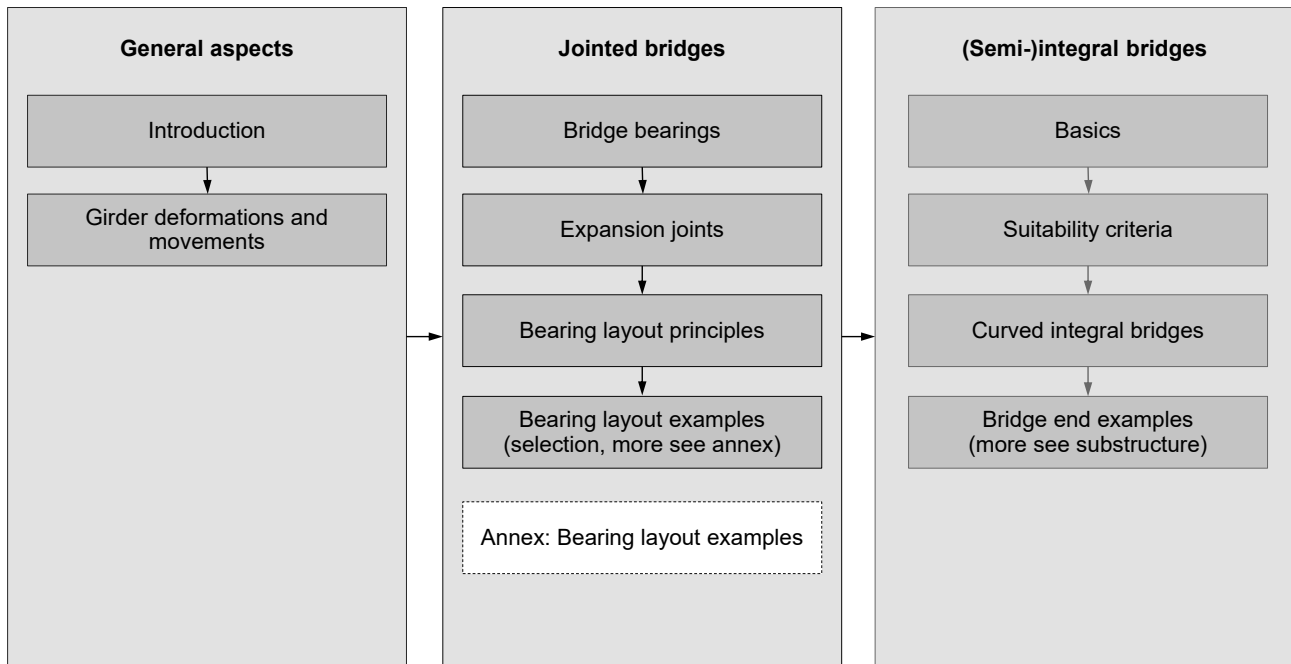 General aspects
Introduction
Girder deformations and
movements
Jointed bridges
Bridge bearings
Expansion joints
Bearing layout principles
Bearing layout examples
(selection, more see annex)
Annex: Bearing layout examples
(Semi-)integral bridges
Basics
Suitability criteria
Curved integral bridges
Bridge end examples
(more see substructure)